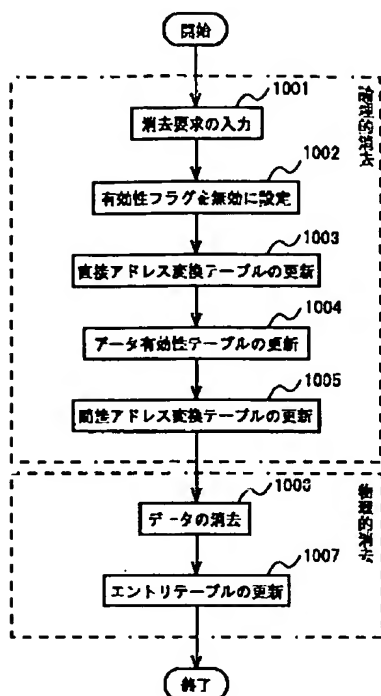 開始
1001
消去要求の入力
論理的消去
1002
有効性フラグを無効に設定
1003
直接アドレス変換テーブルの更新
1004
データ有効性テーブルの更新
1005
間接アドレス変換テーブルの更新
1006
データの消去
物理的消去
1007
エントリテーブルの更新
終了